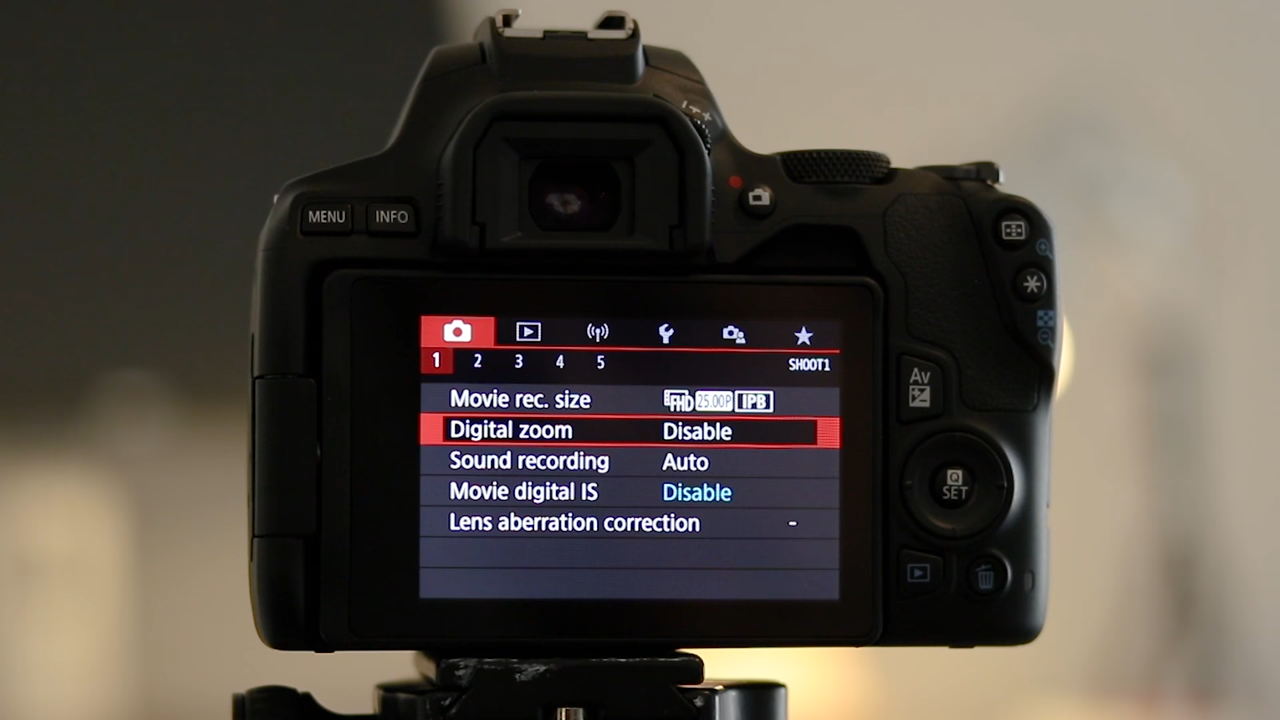 MENU INFO
1 2 3 4 5 SHOOT1
Movie rec. size FHD 25.00P IPB
Digital zoom Disable
Sound recording Auto
Movie digital IS Disable
Lens aberration correction -
Av
Q
SET